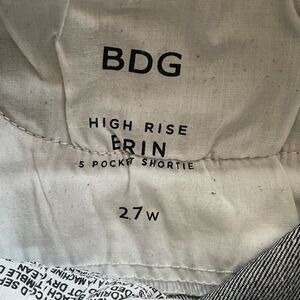 BDG
HIGH RISE
ERIN
5 POCKET SHORTIE
27W